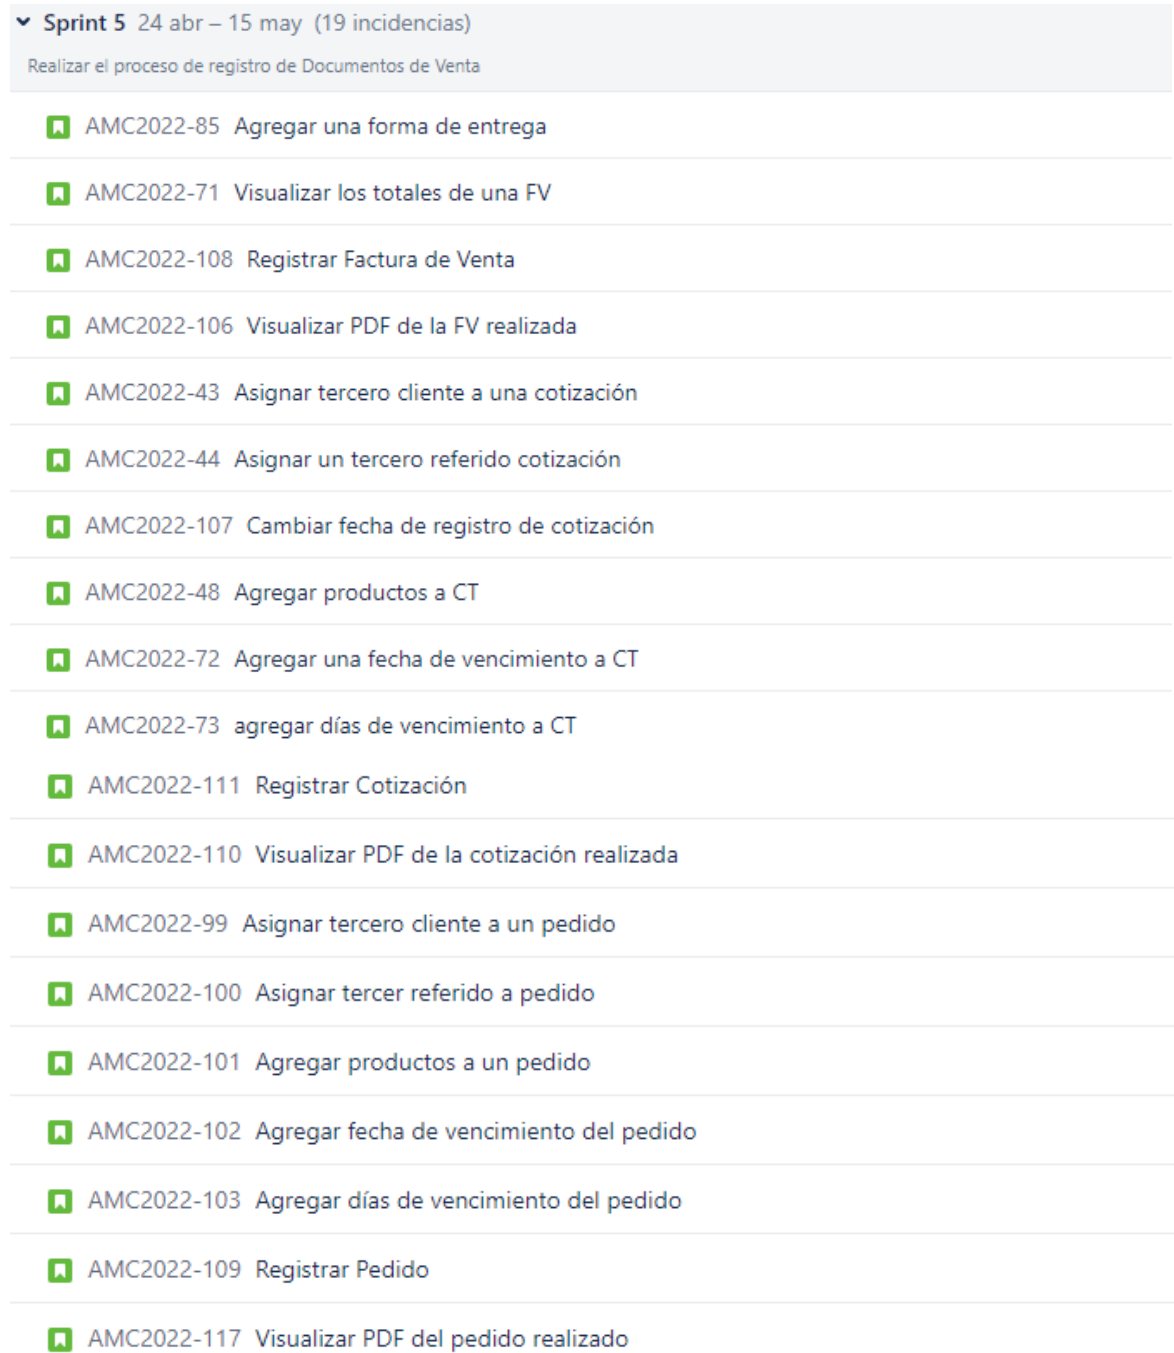 Sprint 5 24 abr – 15 may (19 incidencias)
Realizar el proceso de registro de Documentos de Venta
AMC2022-85 Agregar una forma de entrega
AMC2022-71 Visualizar los totales de una FV
AMC2022-108 Registrar Factura de Venta
AMC2022-106 Visualizar PDF de la FV realizada
AMC2022-43 Asignar tercero cliente a una cotización
AMC2022-44 Asignar un tercero referido cotización
AMC2022-107 Cambiar fecha de registro de cotización
AMC2022-48 Agregar productos a CT
AMC2022-72 Agregar una fecha de vencimiento a CT
AMC2022-73 agregar días de vencimiento a CT
AMC2022-111 Registrar Cotización
AMC2022-110 Visualizar PDF de la cotización realizada
AMC2022-99 Asignar tercero cliente a un pedido
AMC2022-100 Asignar tercer referido a pedido
AMC2022-101 Agregar productos a un pedido
AMC2022-102 Agregar fecha de vencimiento del pedido
AMC2022-103 Agregar días de vencimiento del pedido
AMC2022-109 Registrar Pedido
AMC2022-117 Visualizar PDF del pedido realizado